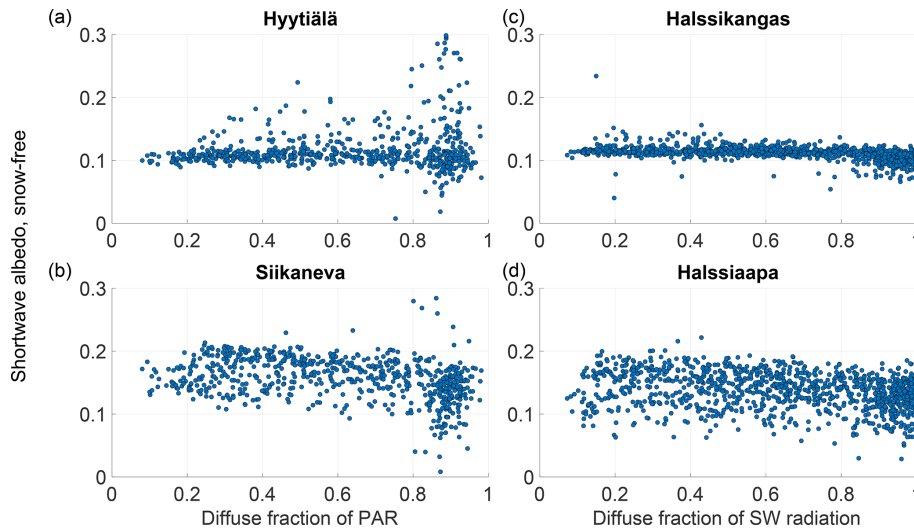 Shortwave albedo, snow-free
(a)
Hyytiälä
0.3
0.2
0.1
0
0 0.2 0.4 0.6 0.8 1
(c)
Halssikangas
0.3
0.2
0.1
0
0 0.2 0.4 0.6 0.8 1
(b)
Siikaneva
0.3
0.2
0.1
0
0 0.2 0.4 0.6 0.8 1
Diffuse fraction of PAR
(d)
Halssiaapa
0.3
0.2
0.1
0
0 0.2 0.4 0.6 0.8 1
Diffuse fraction of SW radiation